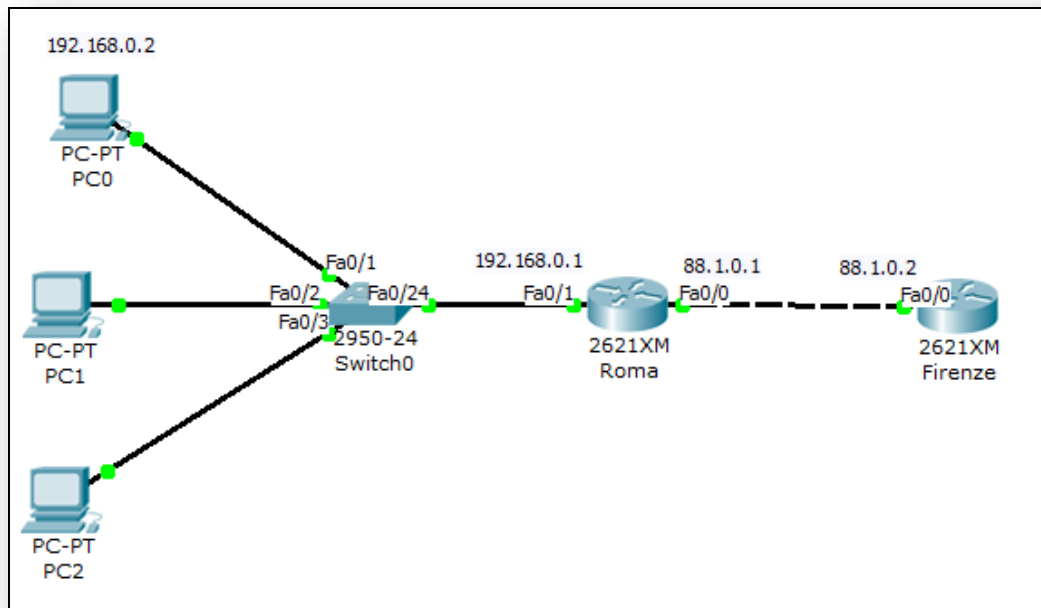 192.168.0.2
PC-PT
PC0
Fa0/1
Fa0/2
Fa0/24
Fa0/3
PC-PT
PC1
2950-24
Switch0
192.168.0.1
Fa0/1
88.1.0.1
Fa0/0
2621XM
Roma
88.1.0.2
Fa0/0
2621XM
Firenze
PC-PT
PC2